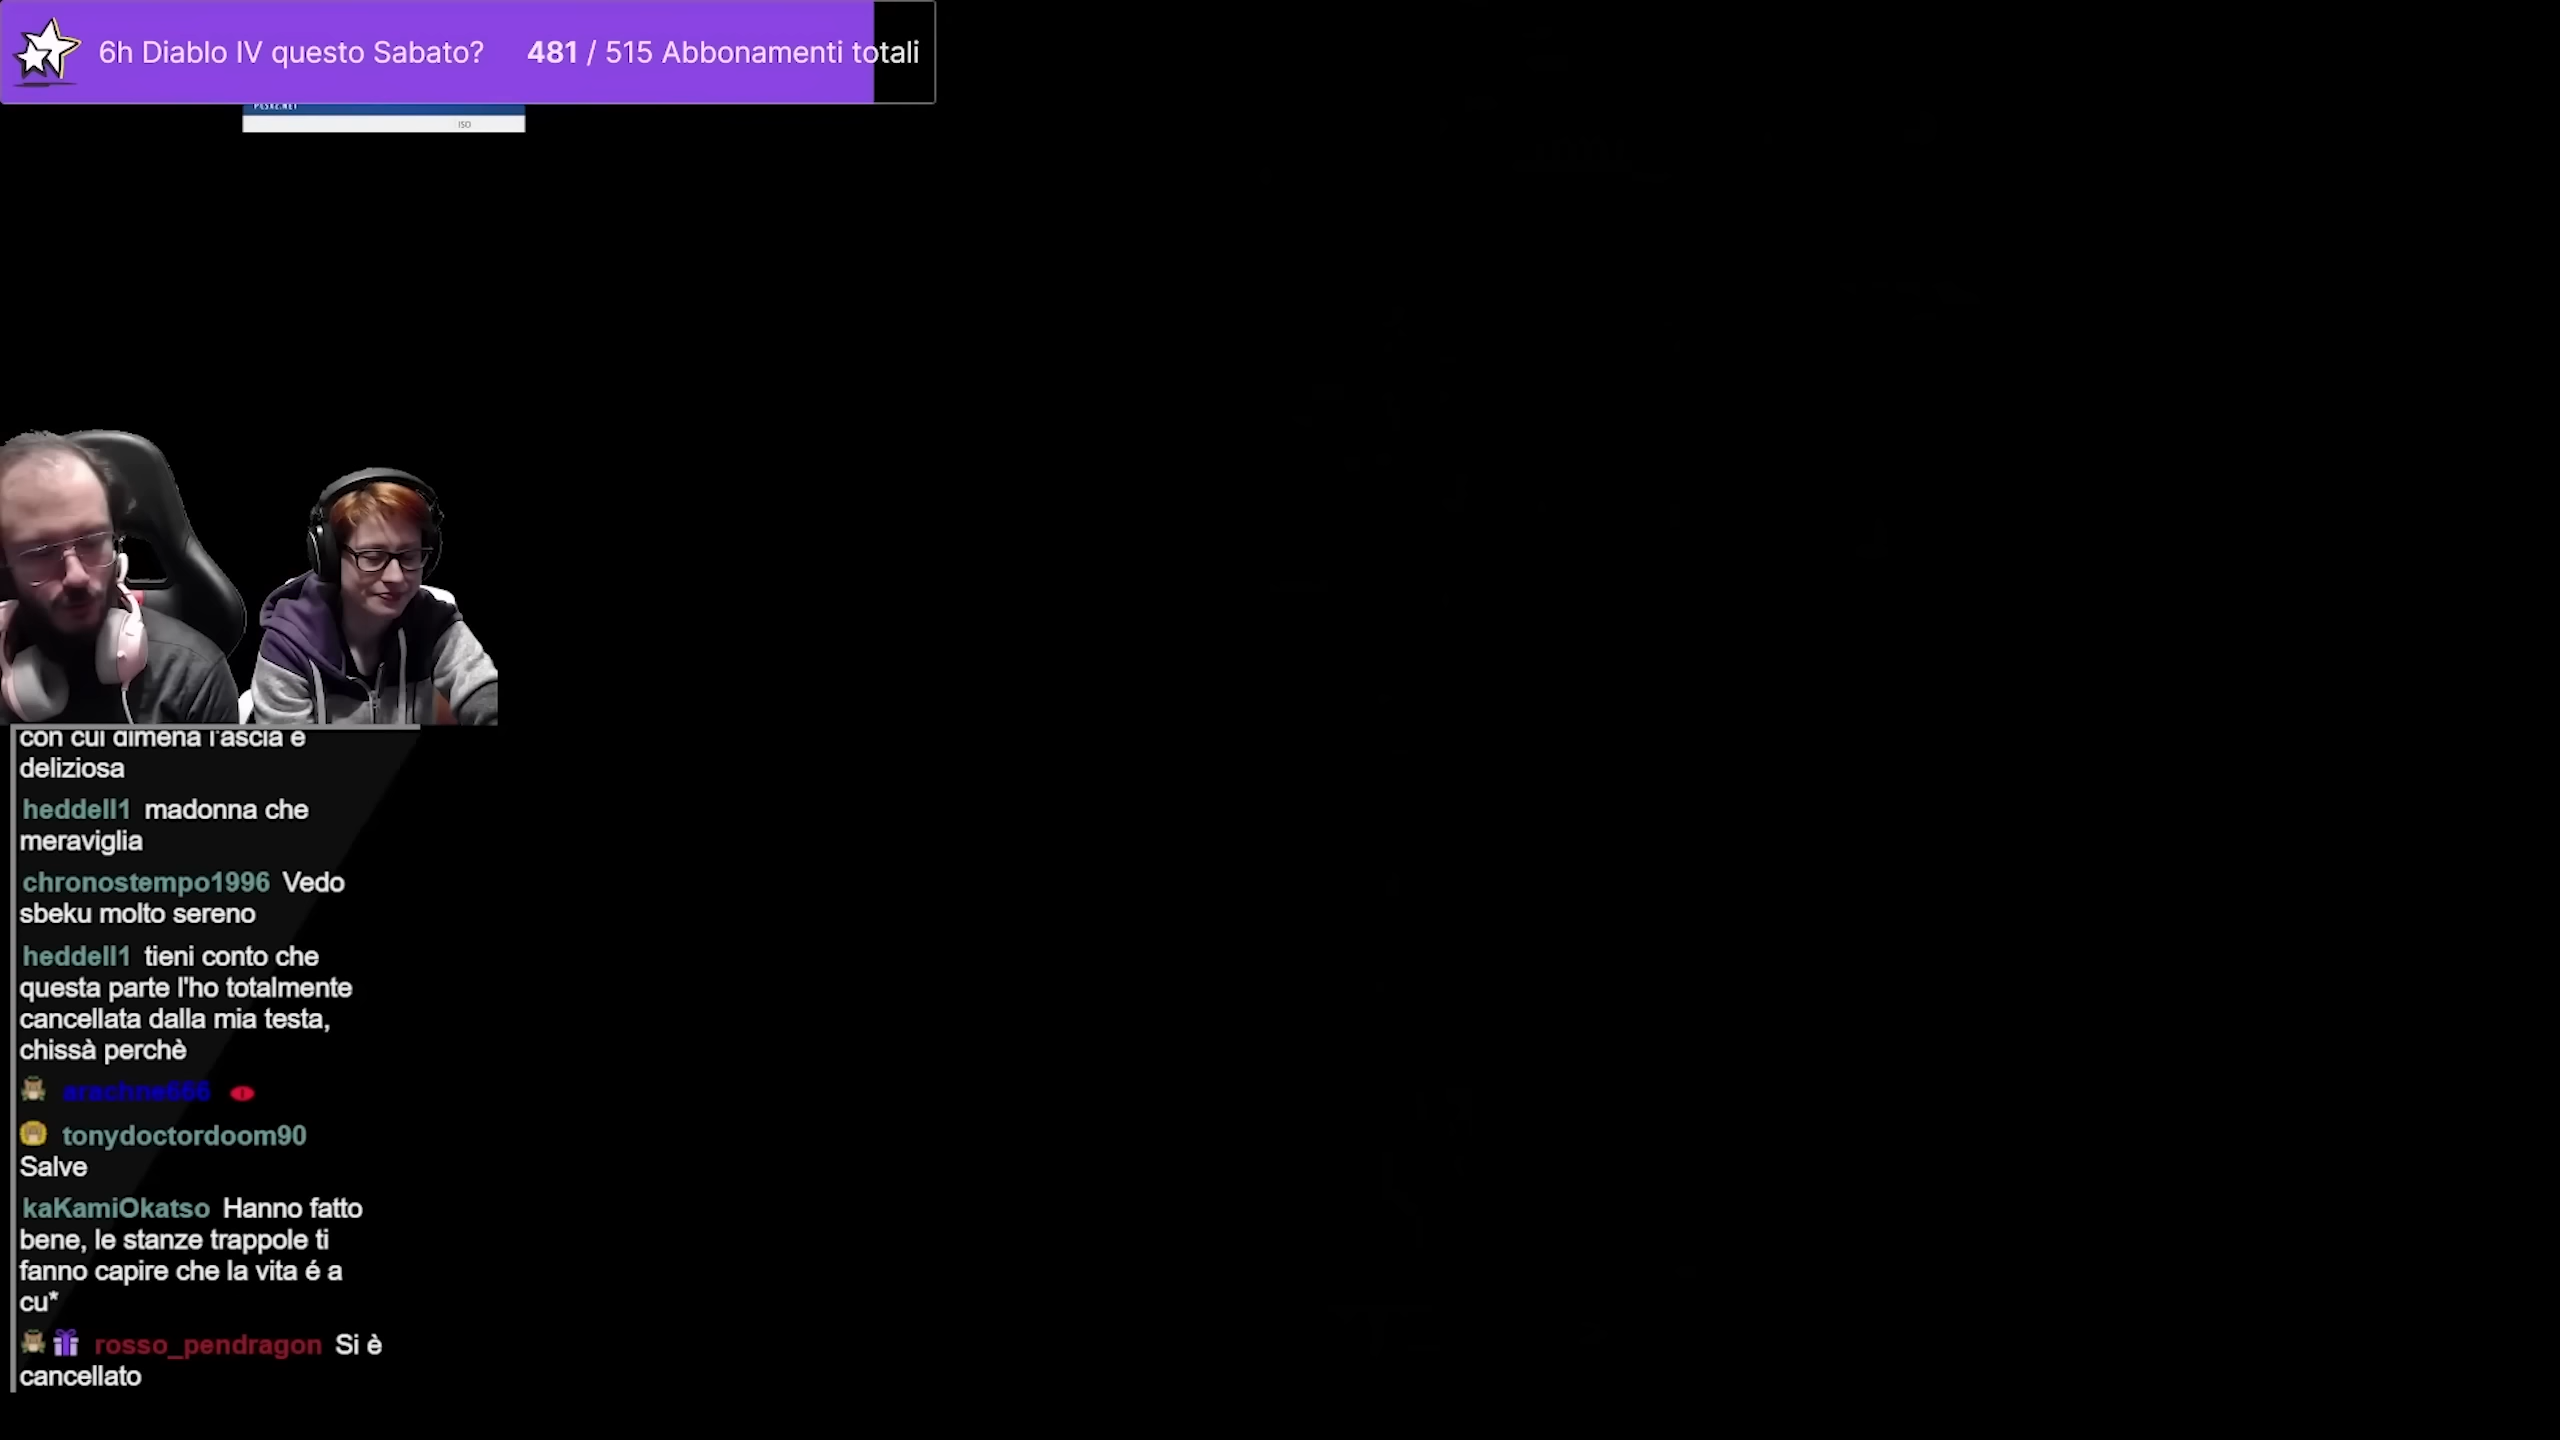 6h Diablo IV questo Sabato? 481 / 515 Abbonamenti totali
ISO
con cui dimena l'ascia è
deliziosa
heddell1 madonna che
meraviglia
chronostempo1996 Vedo
sbeku molto sereno
heddell1 tieni conto che
questa parte l'ho totalmente
cancellata dalla mia testa,
chissà perchè
arachne666
tonydoctordoom90
Salve
kaKamiOkatso Hanno fatto
bene, le stanze trappole ti
fanno capire che la vita é a
cu*
rosso_pendragon Si è
cancellato